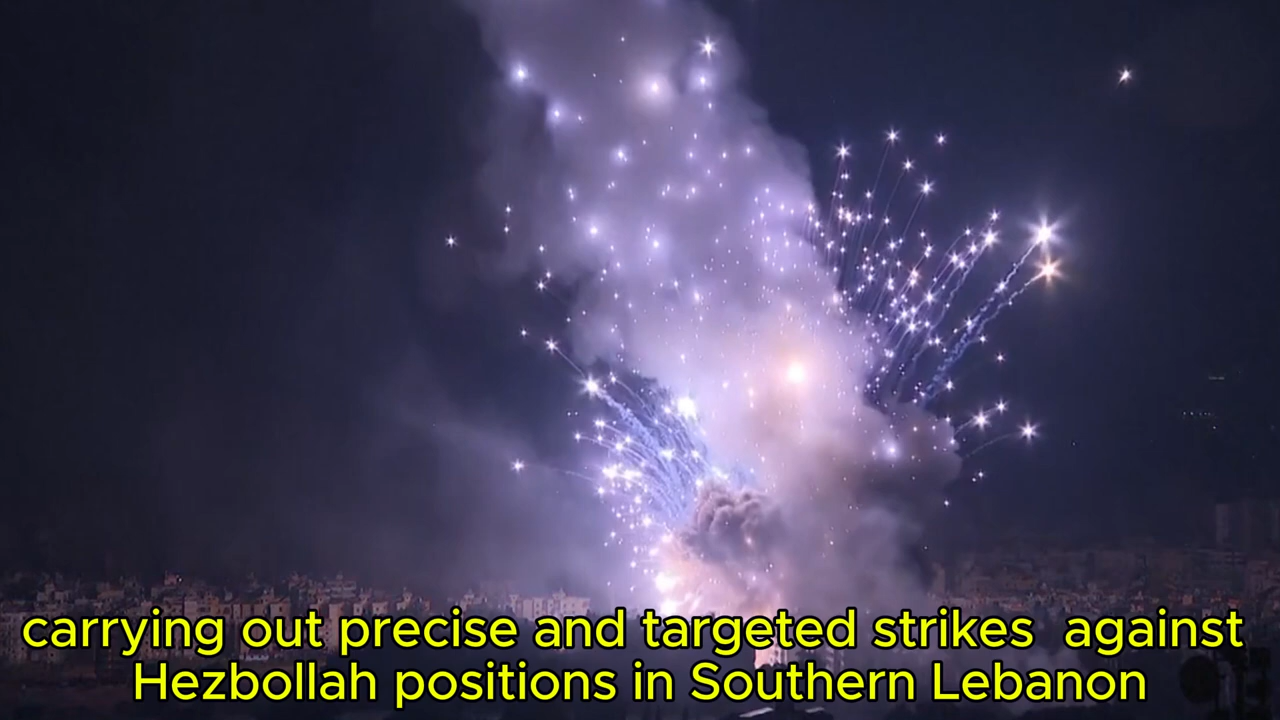 carrying out precise and targeted strikes  against
Hezbollah positions in Southern Lebanon